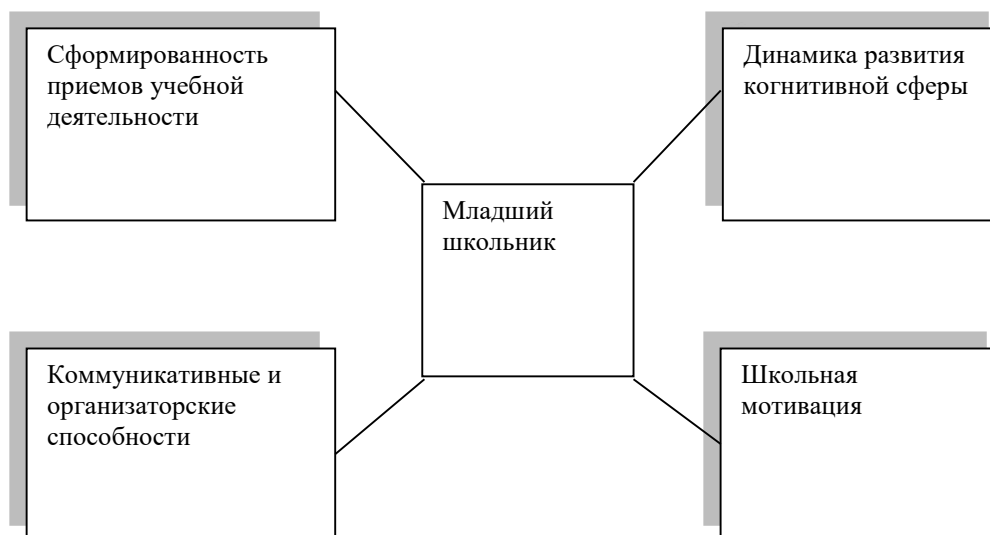 Сформированность
приемов учебной
деятельности
Динамика развития
когнитивной сферы
Младший
школьник
Коммуникативные и
организаторские
способности
Школьная
мотивация